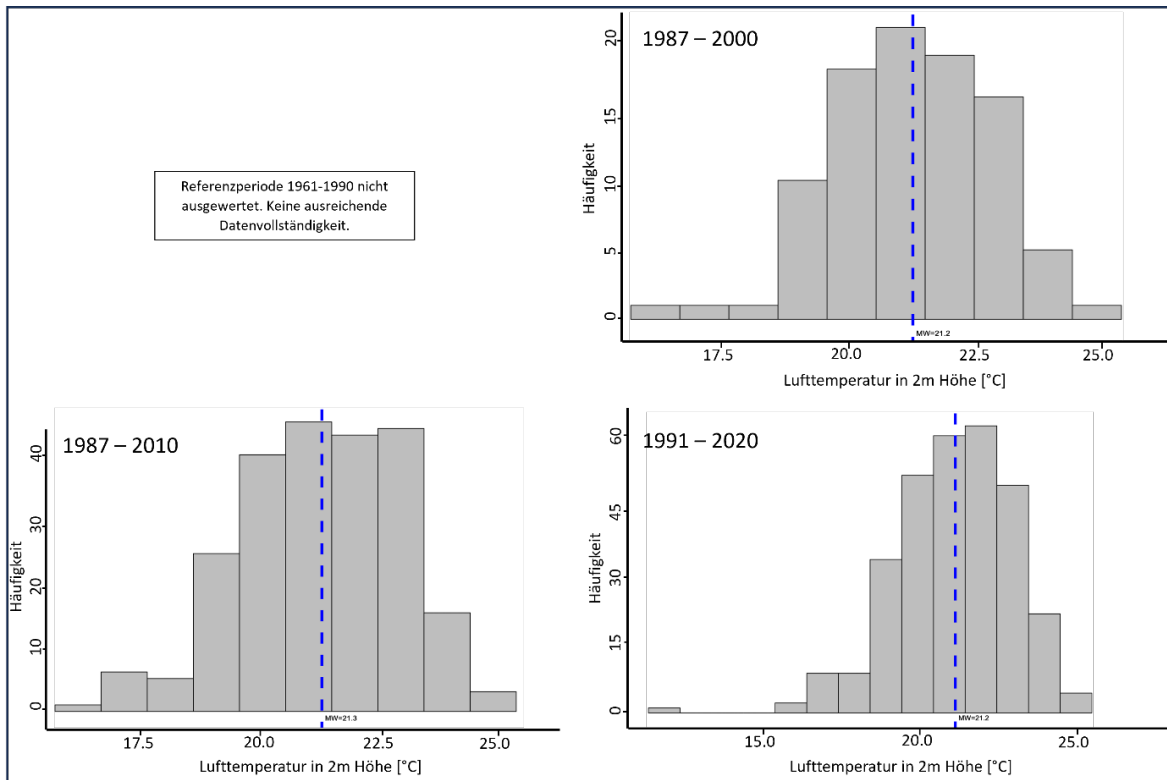 Referenzperiode 1961-1990 nicht
ausgewertet. Keine ausreichende
Datenvollständigkeit.
1987 – 2000
Häufigkeit
20
15
10
5
0
MW=21.2
17.5 20.0 22.5 25.0
Lufttemperatur in 2m Höhe [°C]
1987 – 2010
Häufigkeit
40
30
20
10
0
MW=21.3
17.5 20.0 22.5 25.0
Lufttemperatur in 2m Höhe [°C]
1991 – 2020
Häufigkeit
60
45
30
15
0
MW=21.2
15.0 20.0 25.0
Lufttemperatur in 2m Höhe [°C]